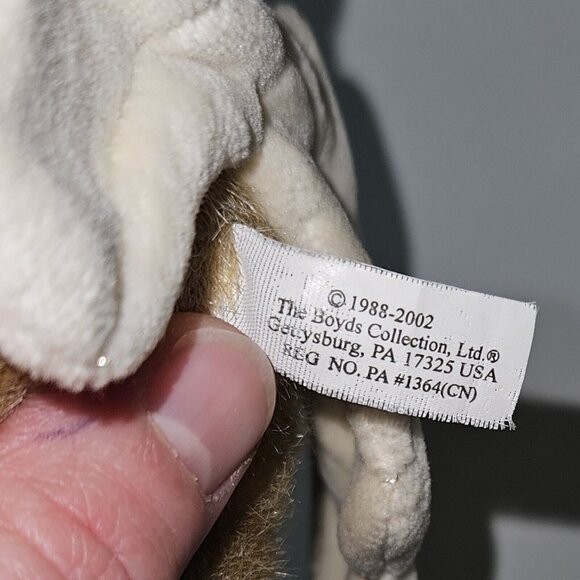 © 1988-2002
The Boyds Collection, Ltd.®
Gettysburg, PA 17325 USA
REG NO. PA #1364(CN)